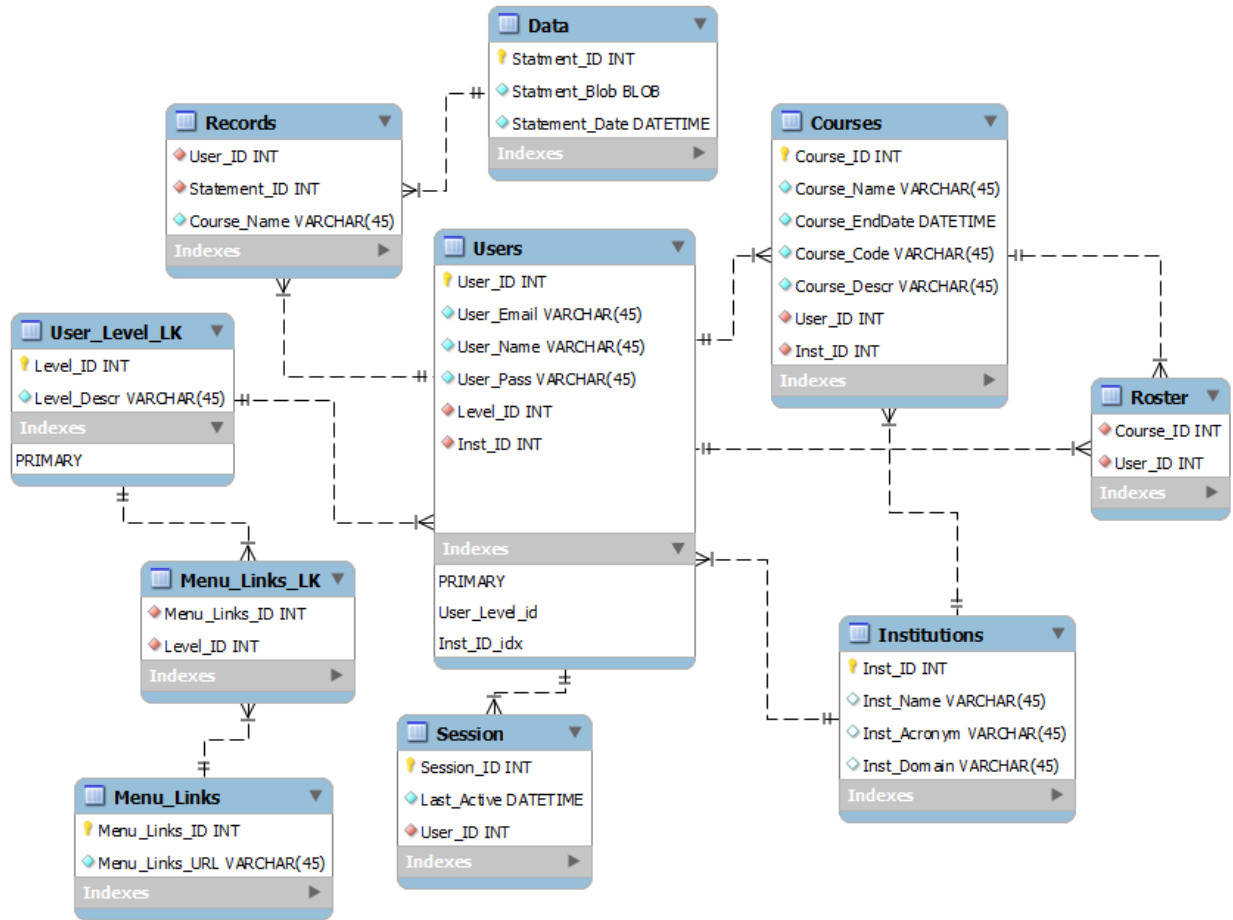 Data
Statment_ID INT
Statment_Blob BLOB
Statement_Date DATETIME
Indexes
Records
User_ID INT
Statement_ID INT
Course_Name VARCHAR(45)
Indexes
Courses
Course_ID INT
Course_Name VARCHAR(45)
Course_EndDate DATETIME
Course_Code VARCHAR(45)
Course_Descr VARCHAR(45)
User_ID INT
Inst_ID INT
Indexes
Users
User_ID INT
User_Email VARCHAR(45)
User_Name VARCHAR(45)
User_Pass VARCHAR(45)
Level_ID INT
Inst_ID INT
Indexes
PRIMARY
User_Level_id
Inst_ID_idx
User_Level_LK
Level_ID INT
Level_Descr VARCHAR(45)
Indexes
PRIMARY
Roster
Course_ID INT
User_ID INT
Indexes
Menu_Links_LK
Menu_Links_ID INT
Level_ID INT
Indexes
Institutions
Inst_ID INT
Inst_Name VARCHAR(45)
Inst_Acronym VARCHAR(45)
Inst_Domain VARCHAR(45)
Indexes
Session
Session_ID INT
Last_Active DATETIME
User_ID INT
Indexes
Menu_Links
Menu_Links_ID INT
Menu_Links_URL VARCHAR(45)
Indexes